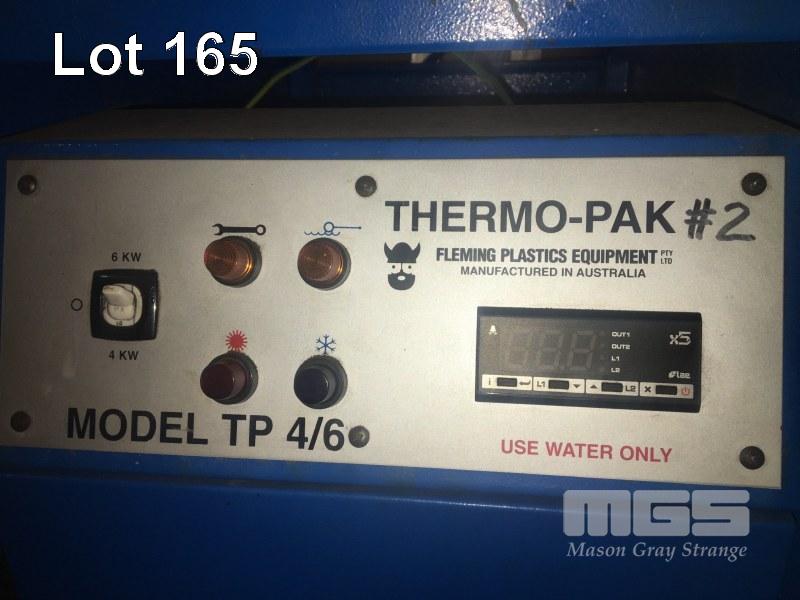 Lot 165
THERMO-PAK #2
FLEMING PLASTICS EQUIPMENT PTY LTD
MANUFACTURED IN AUSTRALIA
6 KW
O
4 KW
OUT1
OUT2
L1
L2
x5
lae
i L1 L2 X
MODEL TP 4/6
USE WATER ONLY
MGS
Mason Gray Strange